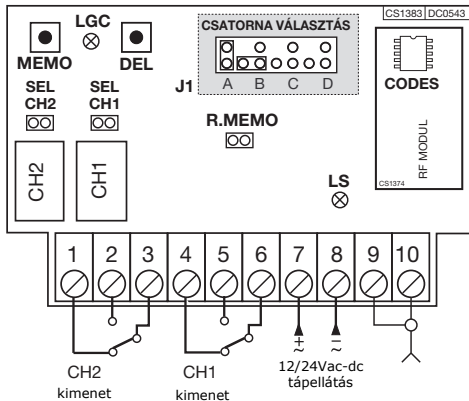 CS1383 DC0543
LGC
CSATORNA VÁLASZTÁS
MEMO
DEL
CODES
J1
A B C D
SEL
CH2
SEL
CH1
R.MEMO
RF MODUL
CH2
CH1
LS
CS1374
1 2 3 4 5 6 7 8 9 10
+
~
–
~
CH2
kimenet
CH1
kimenet
12/24Vac-dc
tápellátás